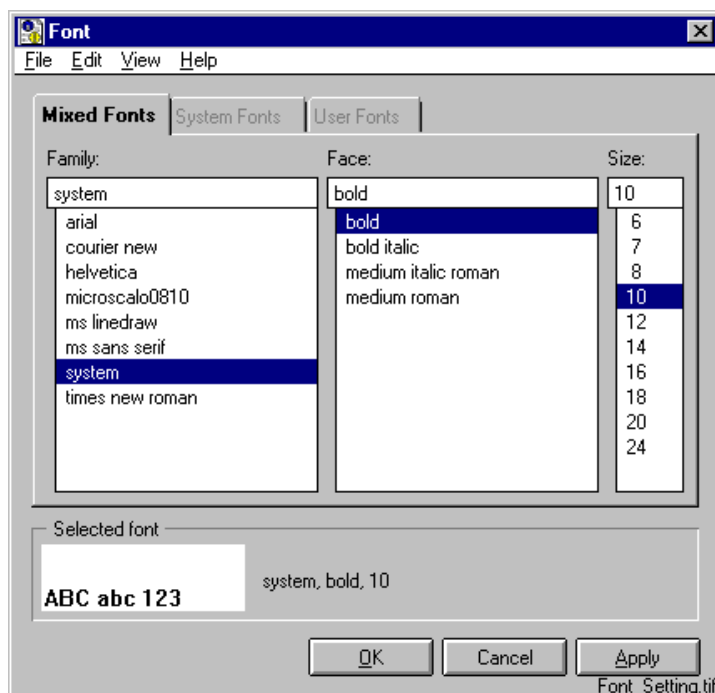 Font
File Edit View Help
Mixed Fonts System Fonts User Fonts
Family: Face: Size:
system bold 10
arial bold 6
courier new bold italic 7
helvetica medium italic roman 8
microscalo0810 medium roman 10
ms linedraw 12
ms sans serif 14
system 16
times new roman 18
20
24
Selected font
ABC abc 123 system, bold, 10
OK Cancel Apply
Font_Setting.tif